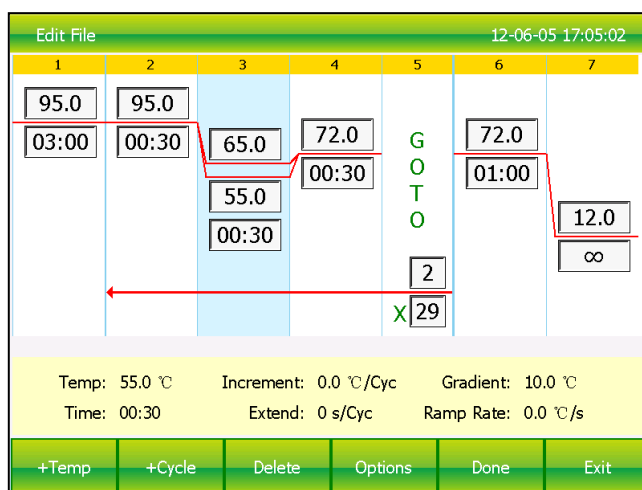 Edit File 12-06-05 17:05:02
1 2 3 4 5 6 7
95.0 95.0 65.0 72.0 72.0
03:00 00:30 55.0 00:30 01:00
00:30
G
O
T
O
12.0
∞
2
X 29
Temp: 55.0 ℃ Increment: 0.0 ℃/Cyc Gradient: 10.0 ℃
Time: 00:30 Extend: 0 s/Cyc Ramp Rate: 0.0 ℃/s
+Temp +Cycle Delete Options Done Exit